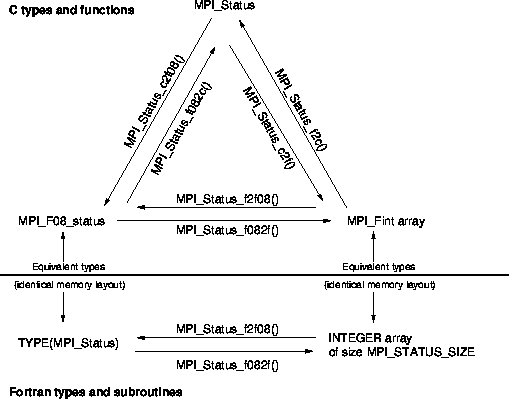 C types and functions
MPI_Status
MPI_Status_c2f08()
MPI_Status_f082c()
MPI_Status_c2f()
MPI_Status_f2c()
MPI_F08_status
MPI_Status_f2f08()
MPI_Status_f082f()
MPI_Fint array
Equivalent types
(identical memory layout)
Equivalent types
(identical memory layout)
TYPE(MPI_Status)
MPI_Status_f2f08()
MPI_Status_f082f()
INTEGER array
of size MPI_STATUS_SIZE
Fortran types and subroutines